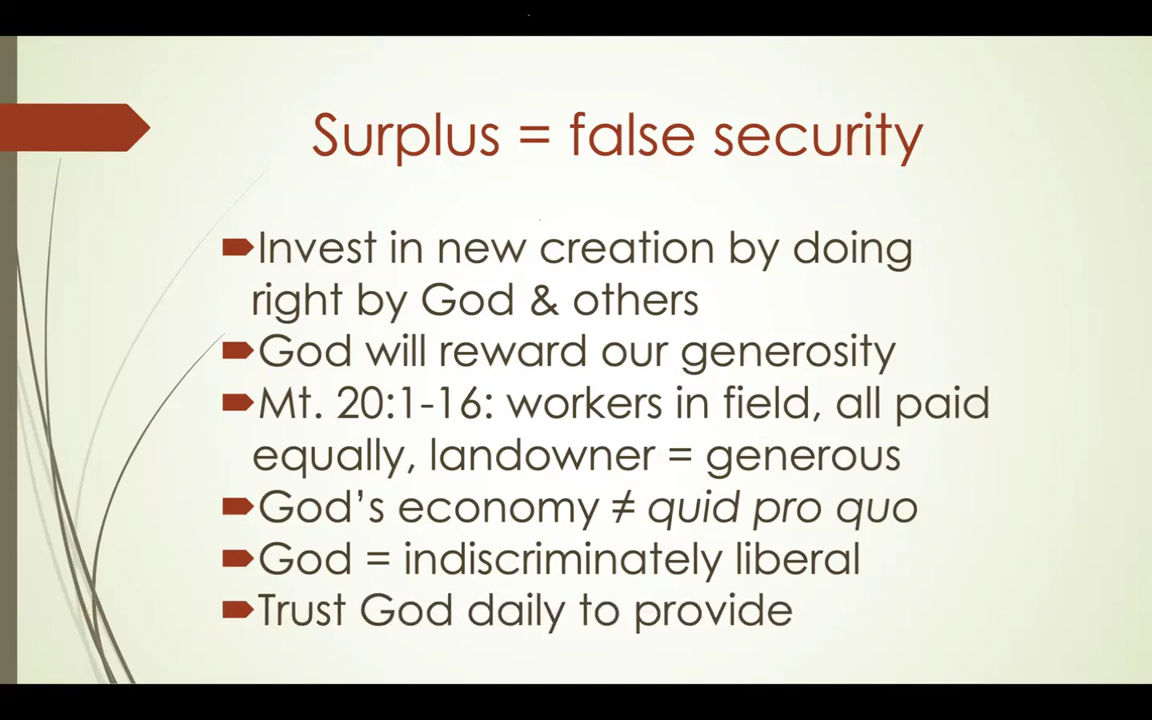 Surplus = false security
Invest in new creation by doing
right by God & others
God will reward our generosity
Mt. 20:1-16: workers in field, all paid
equally, landowner = generous
God’s economy ≠ quid pro quo
God = indiscriminately liberal
Trust God daily to provide